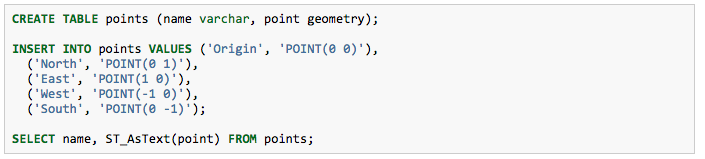 CREATE TABLE points (name varchar, point geometry);
INSERT INTO points VALUES ('Origin', 'POINT(0 0)'),
('North', 'POINT(0 1)'),
('East', 'POINT(1 0)'),
('West', 'POINT(-1 0)'),
('South', 'POINT(0 -1)');
SELECT name, ST_AsText(point) FROM points;